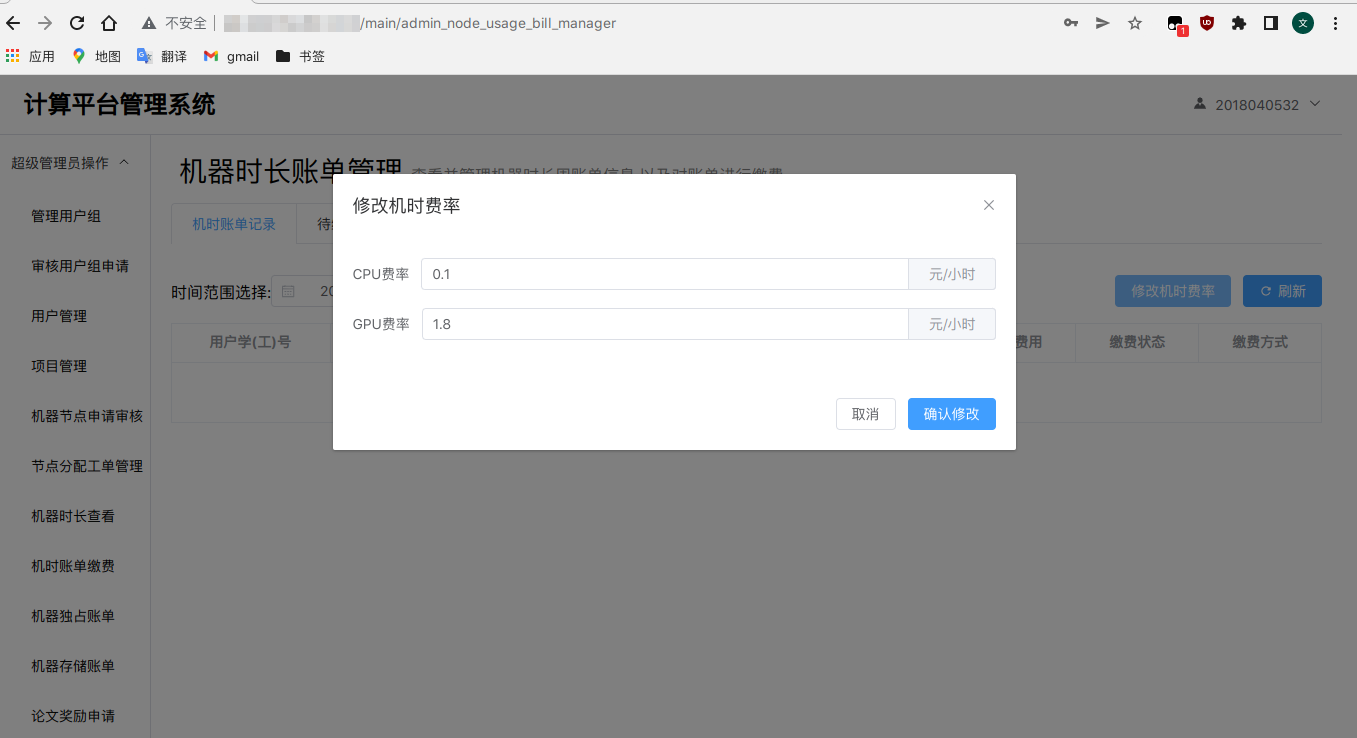 不安全 | /main/admin_node_usage_bill_manager
1
文
应用 地图 翻译 gmail 书签
计算平台管理系统
2018040532
超级管理员操作
管理用户组
审核用户组申请
用户管理
项目管理
机器节点申请审核
节点分配工单管理
机器时长查看
机时账单缴费
机器独占账单
机器存储账单
论文奖励申请
机器时长账单管理
机时账单记录 待
时间范围选择: 20
修改机时费率 刷新
用户学(工)号 费用 缴费状态 缴费方式
修改机时费率
CPU费率 0.1 元/小时
GPU费率 1.8 元/小时
取消 确认修改